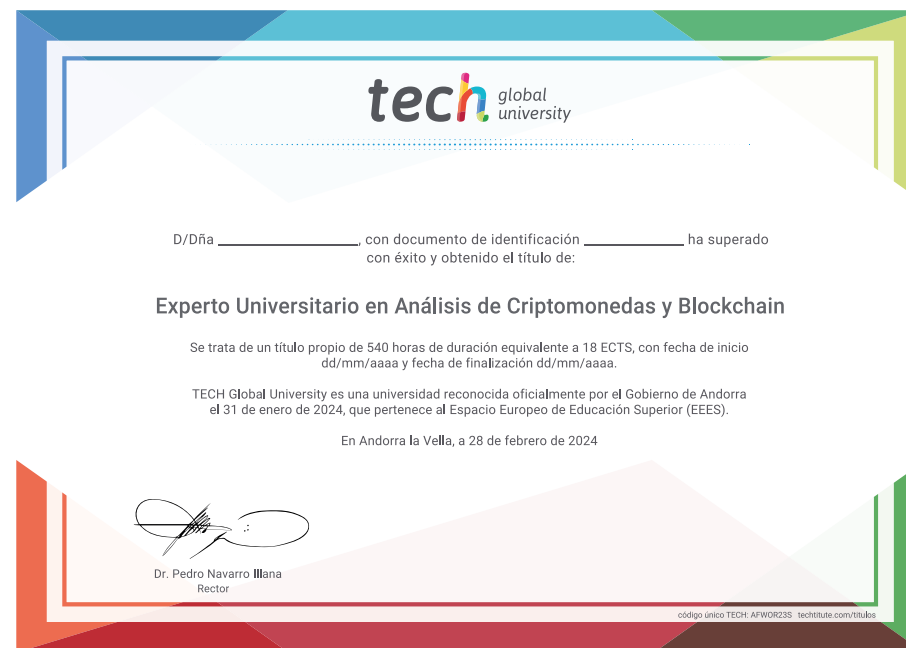 tech global university
D/Dña ________________, con documento de identificación ____________ ha superado
con éxito y obtenido el título de:
Experto Universitario en Análisis de Criptomonedas y Blockchain
Se trata de un título propio de 540 horas de duración equivalente a 18 ECTS, con fecha de inicio
dd/mm/aaaa y fecha de finalización dd/mm/aaaa.
TECH Global University es una universidad reconocida oficialmente por el Gobierno de Andorra
el 31 de enero de 2024, que pertenece al Espacio Europeo de Educación Superior (EEES).
En Andorra la Vella, a 28 de febrero de 2024
Dr. Pedro Navarro Illana
Rector
código único TECH: AFWOR23S techtitute.com/titulos